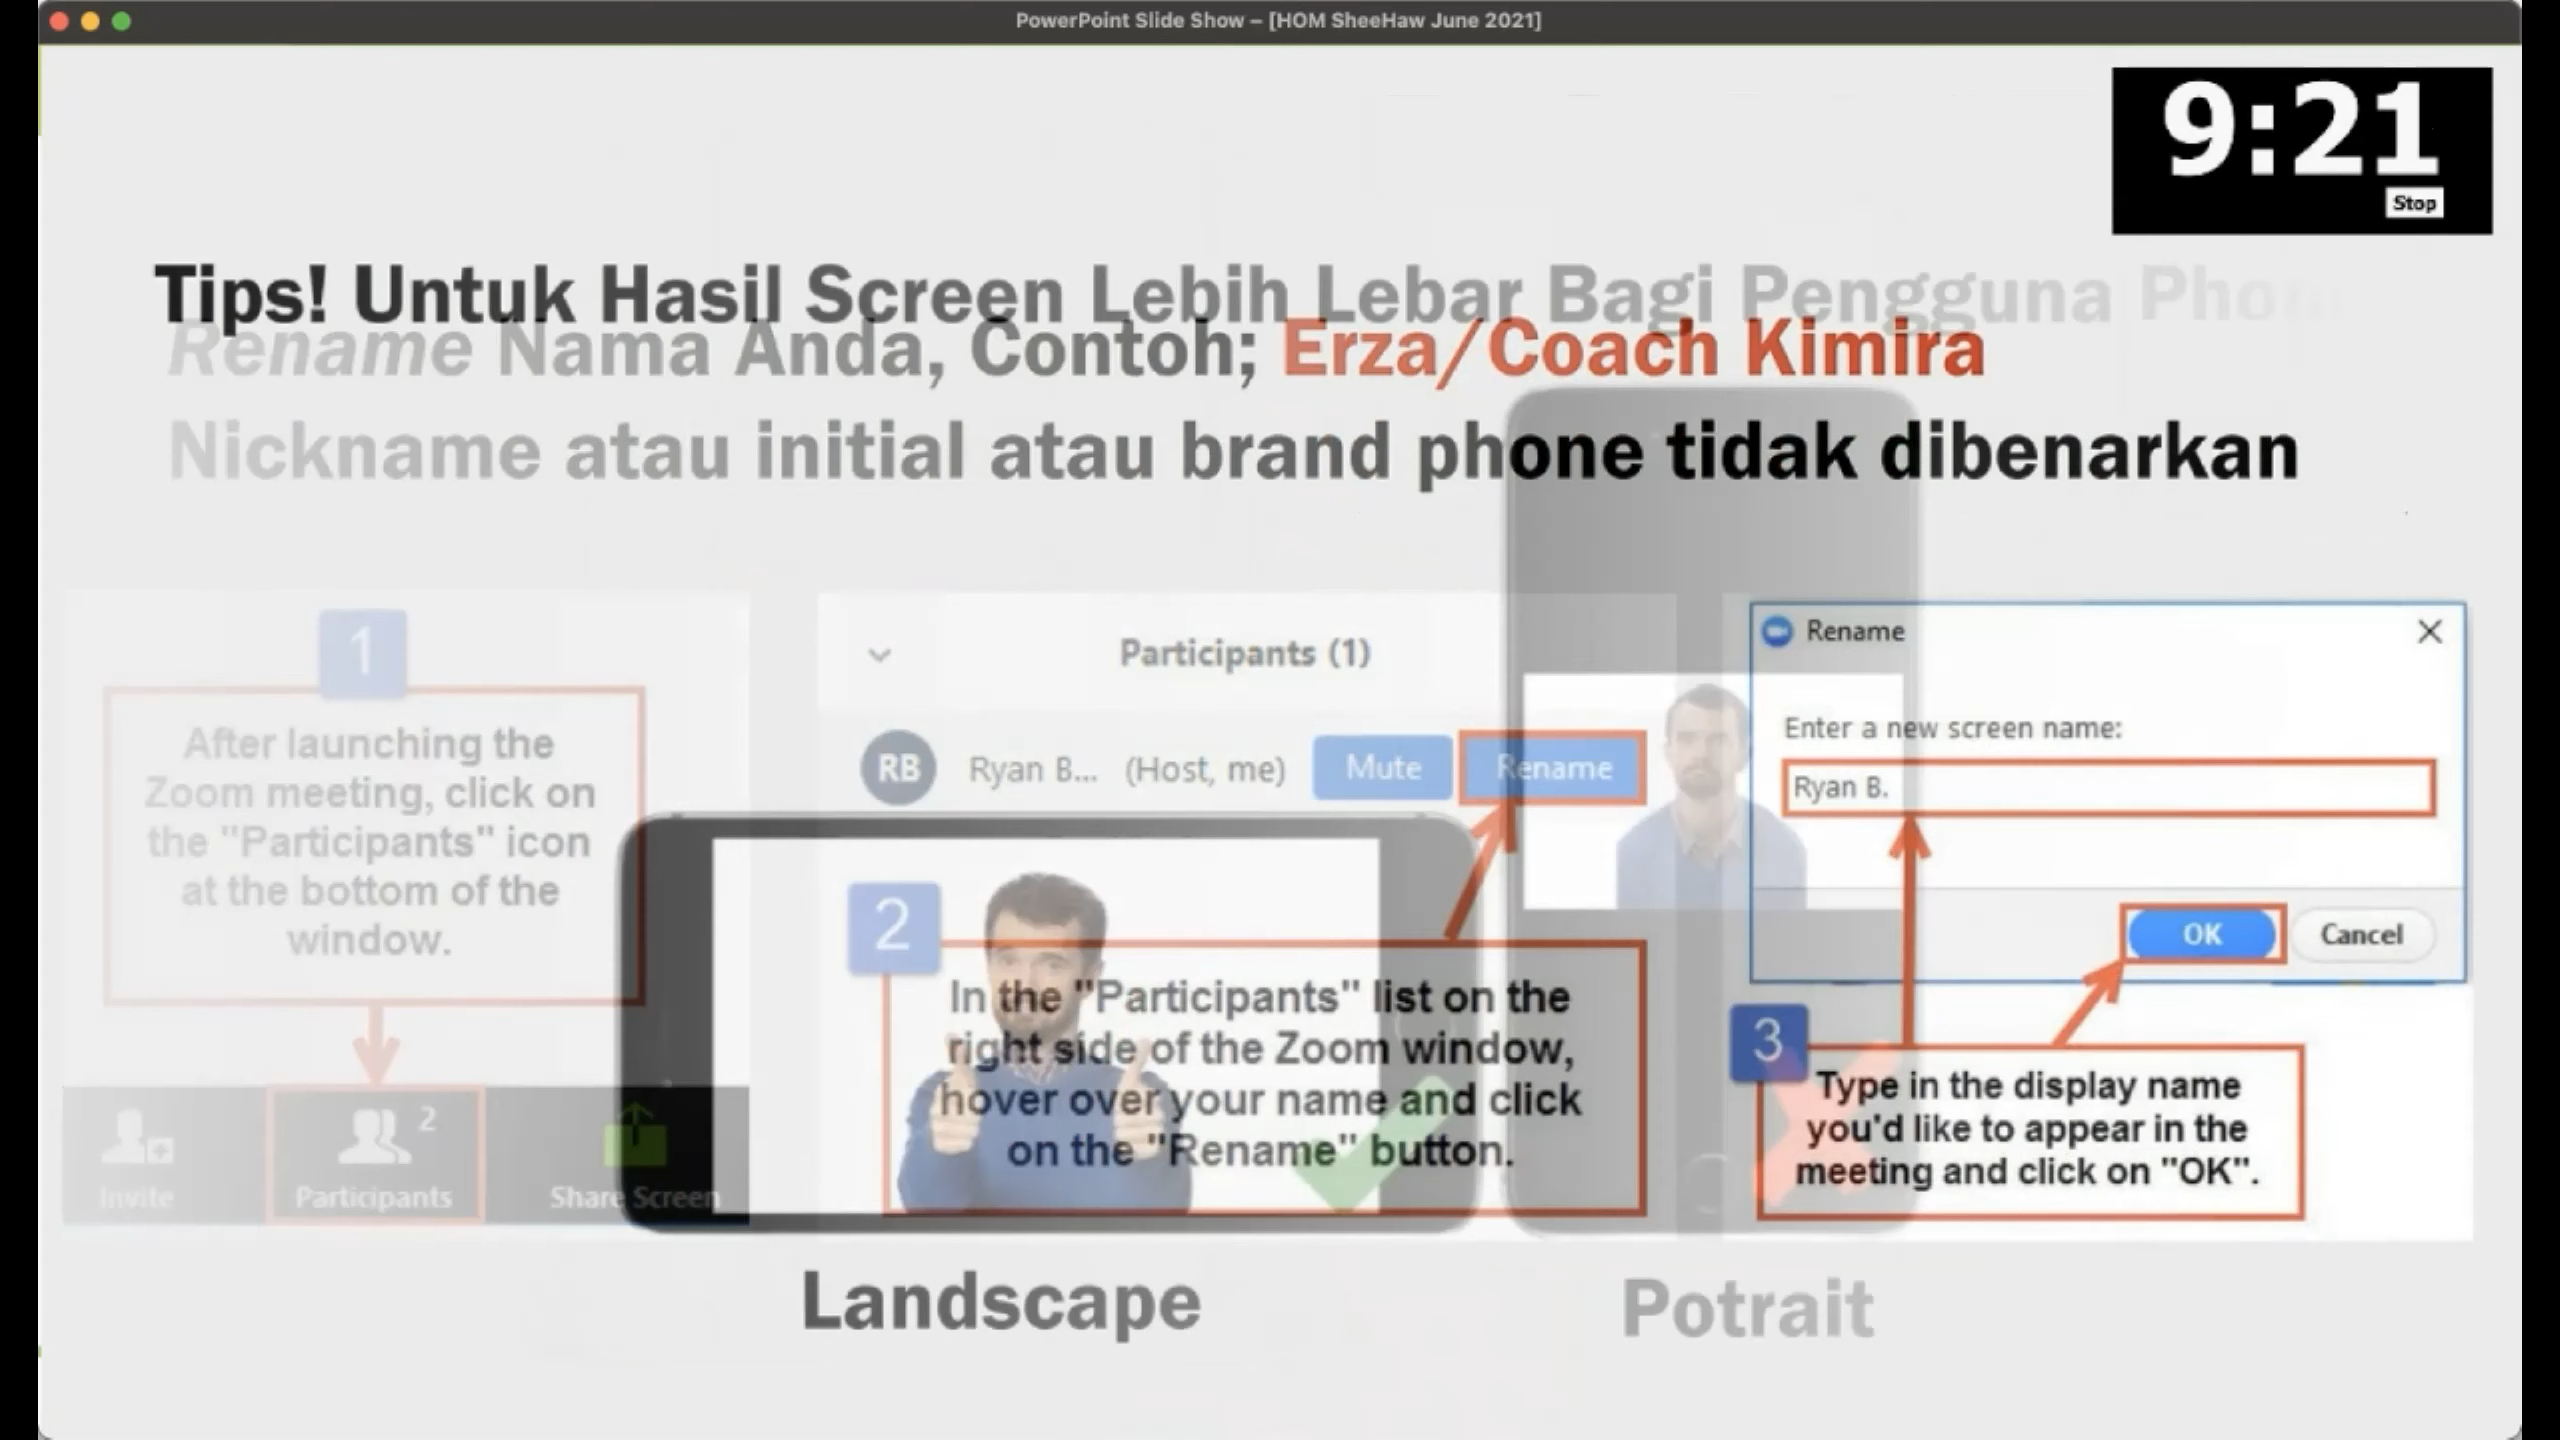 PowerPoint Slide Show – [HOM SheeHaw June 2021]
9:21
Stop
Tips! Untuk Hasil Screen Lebih Lebar Bagi Pengguna
Rename Nama Anda, Contoh; Erza/Coach Kimira
Nickname atau initial atau brand phone tidak dibenarkan
1
After launching the
Zoom meeting, click on
the "Participants" icon
at the bottom of the
window.
Invite
Participants
2
Share Screen
Participants (1)
RB
Ryan B... (Host, me)
Mute
Rename
2
In the "Participants" list on the
right side of the Zoom window,
hover over your name and click
on the "Rename" button.
Rename
Enter a new screen name:
Ryan B.
OK
Cancel
3
Type in the display name
you'd like to appear in the
meeting and click on "OK".
Landscape
Potrait